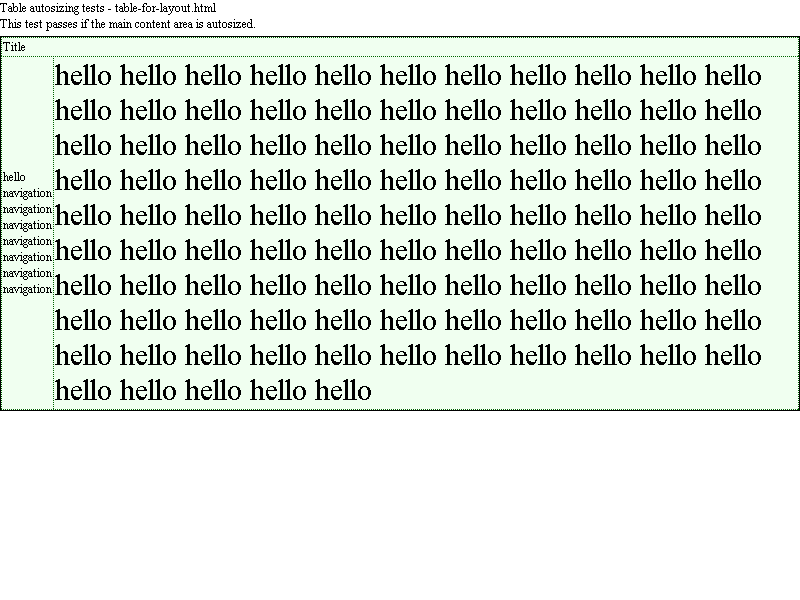 Table autosizing tests - table-for-layout.html
This test passes if the main content area is autosized.
Title
hello
navigation
navigation
navigation
navigation
navigation
navigation
navigation
hello hello hello hello hello hello hello hello hello hello hello
hello hello hello hello hello hello hello hello hello hello hello
hello hello hello hello hello hello hello hello hello hello hello
hello hello hello hello hello hello hello hello hello hello hello
hello hello hello hello hello hello hello hello hello hello hello
hello hello hello hello hello hello hello hello hello hello hello
hello hello hello hello hello hello hello hello hello hello hello
hello hello hello hello hello hello hello hello hello hello hello
hello hello hello hello hello hello hello hello hello hello hello
hello hello hello hello hello